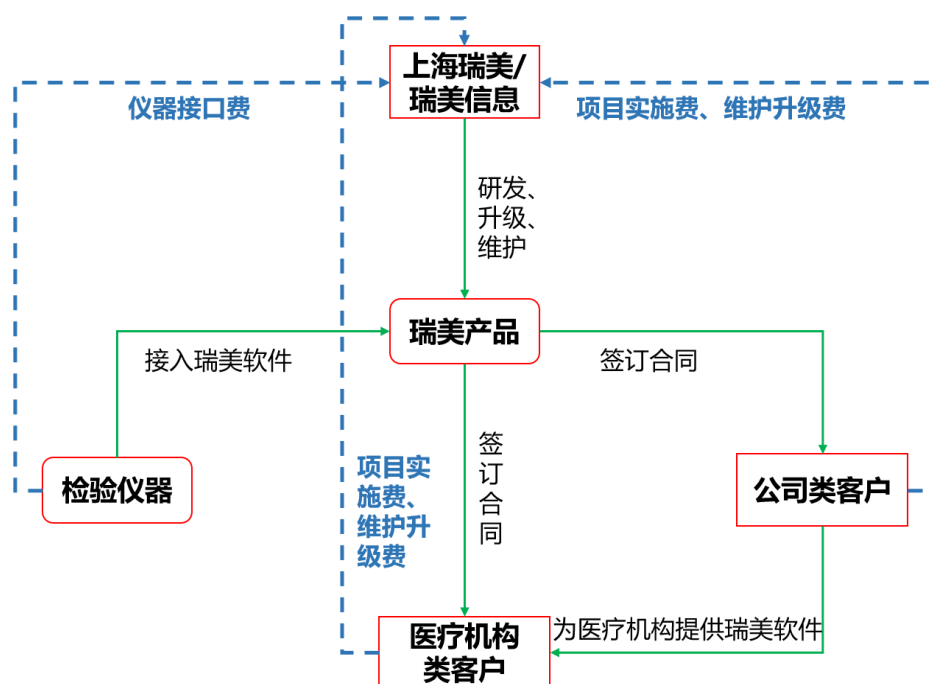 上海瑞美/
瑞美信息
仪器接口费
项目实施费、维护升级费
研发、
升级、
维护
瑞美产品
接入瑞美软件
签订合同
检验仪器
项目实
施费、
维护升
级费
签
订
合
同
公司类客户
医疗机构
类客户
为医疗机构提供瑞美软件